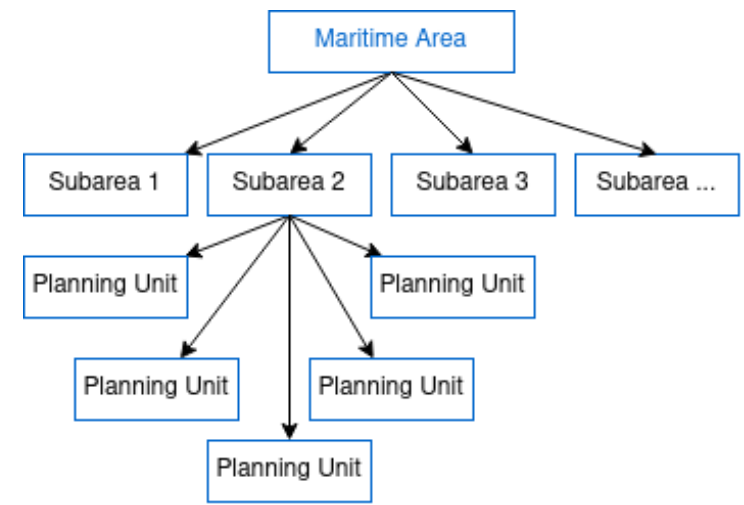 Maritime Area
Subarea 1
Subarea 2
Subarea 3
Subarea ...
Planning Unit
Planning Unit
Planning Unit
Planning Unit
Planning Unit